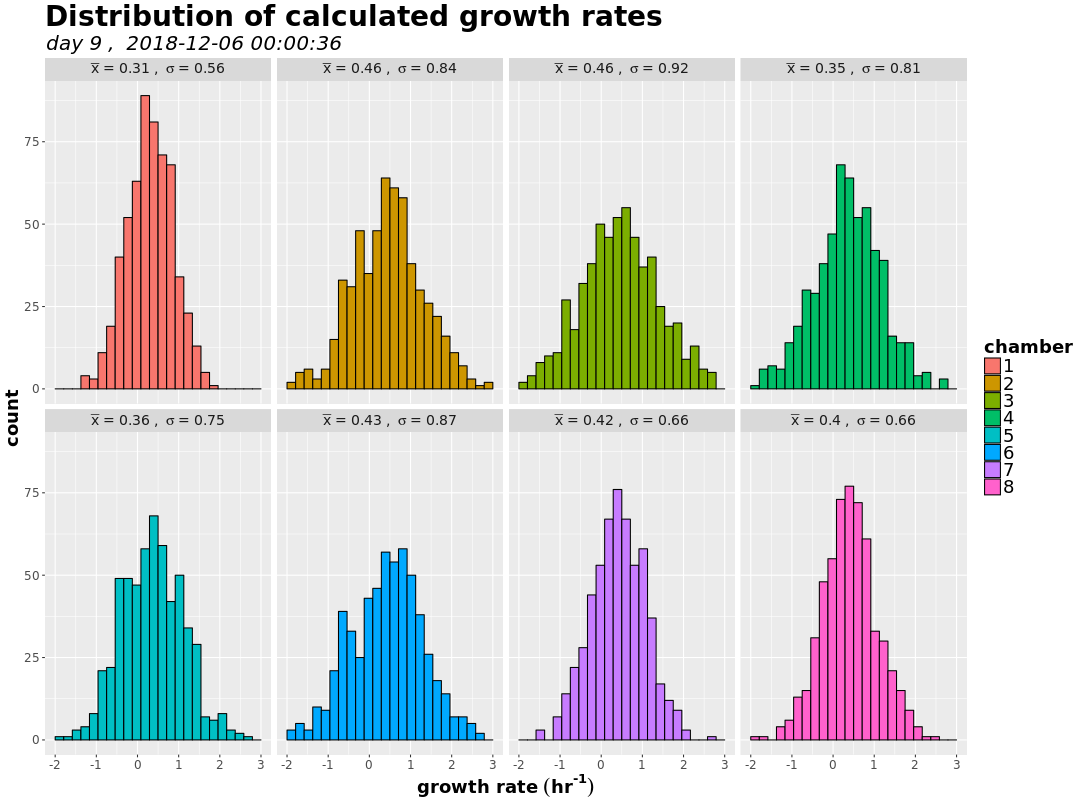 Distribution of calculated growth rates
day 9 ,  2018-12-06 00:00:36
x̅ = 0.31 ,  σ = 0.56
x̅ = 0.46 ,  σ = 0.84
x̅ = 0.46 ,  σ = 0.92
x̅ = 0.35 ,  σ = 0.81
75
50
25
0
x̅ = 0.36 ,  σ = 0.75
x̅ = 0.43 ,  σ = 0.87
x̅ = 0.42 ,  σ = 0.66
x̅ = 0.4 ,  σ = 0.66
75
50
25
0
-2 -1 0 1 2 3 -2 -1 0 1 2 3 -2 -1 0 1 2 3 -2 -1 0 1 2 3
growth rate (hr⁻¹)
count
chamber
1
2
3
4
5
6
7
8